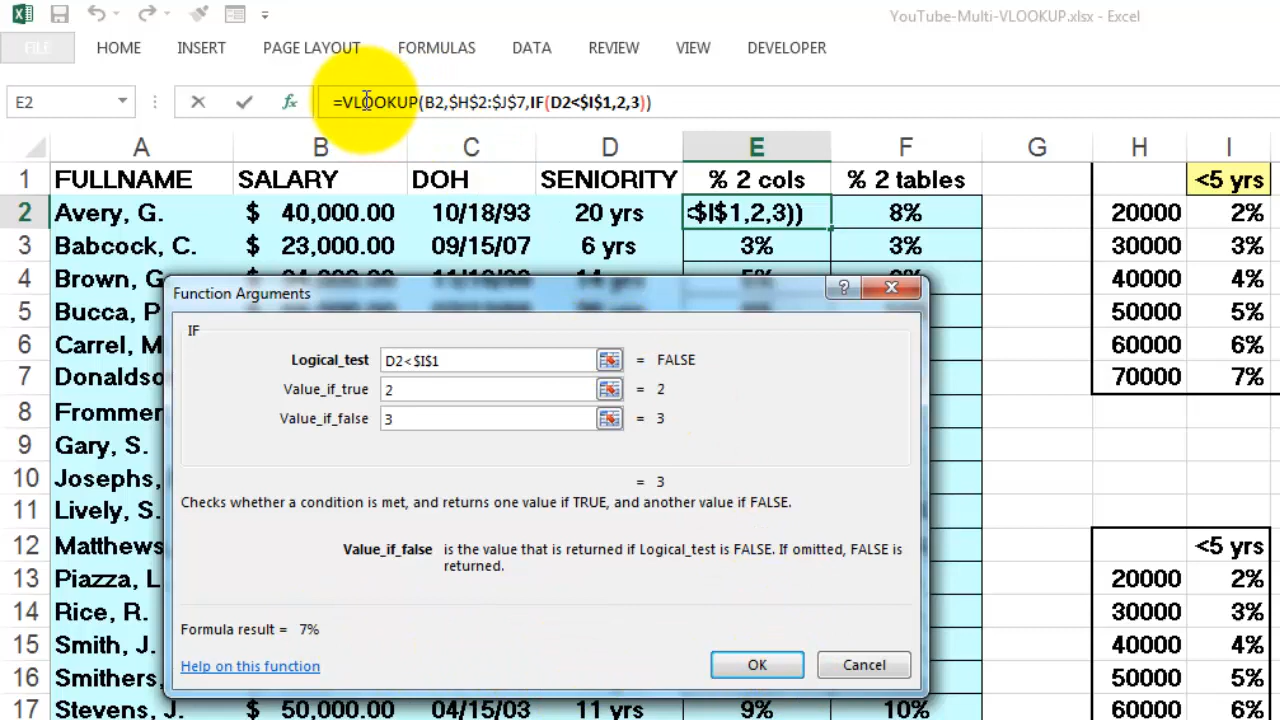 YouTube-Multi-VLOOKUP.xlsx - Excel
FILE HOME INSERT PAGE LAYOUT FORMULAS DATA REVIEW VIEW DEVELOPER
E2 fx =VLOOKUP(B2,$H$2:$J$7,IF(D2<$I$1,2,3))
A B C D E F G H I
1 FULLNAME SALARY DOH SENIORITY % 2 cols % 2 tables <5 yrs
2 Avery, G. $ 40,000.00 10/18/93 20 yrs <$I$1,2,3)) 8% 20000 2%
3 Babcock, C. $ 23,000.00 09/15/07 6 yrs 3% 3% 30000 3%
4 Brown, G 40000 4%
5 Bucca, P 50000 5%
6 Carrel, M 60000 6%
7 Donaldso 70000 7%
8 Frommer
9 Gary, S.
10 Josephs,
11 Lively, S.
12 Matthews <5 yrs
13 Piazza, L 20000 2%
14 Rice, R. 30000 3%
15 Smith, J. 40000 4%
16 Smithers, 50000 5%
17 Stevens, J. $ 50,000.00 04/15/03 11 yrs 9% 10% 60000 6%
Function Arguments
IF
Logical_test D2<$I$1 = FALSE
Value_if_true 2 = 2
Value_if_false 3 = 3
= 3
Checks whether a condition is met, and returns one value if TRUE, and another value if FALSE.
Value_if_false is the value that is returned if Logical_test is FALSE. If omitted, FALSE is
returned.
Formula result = 7%
Help on this function
OK Cancel